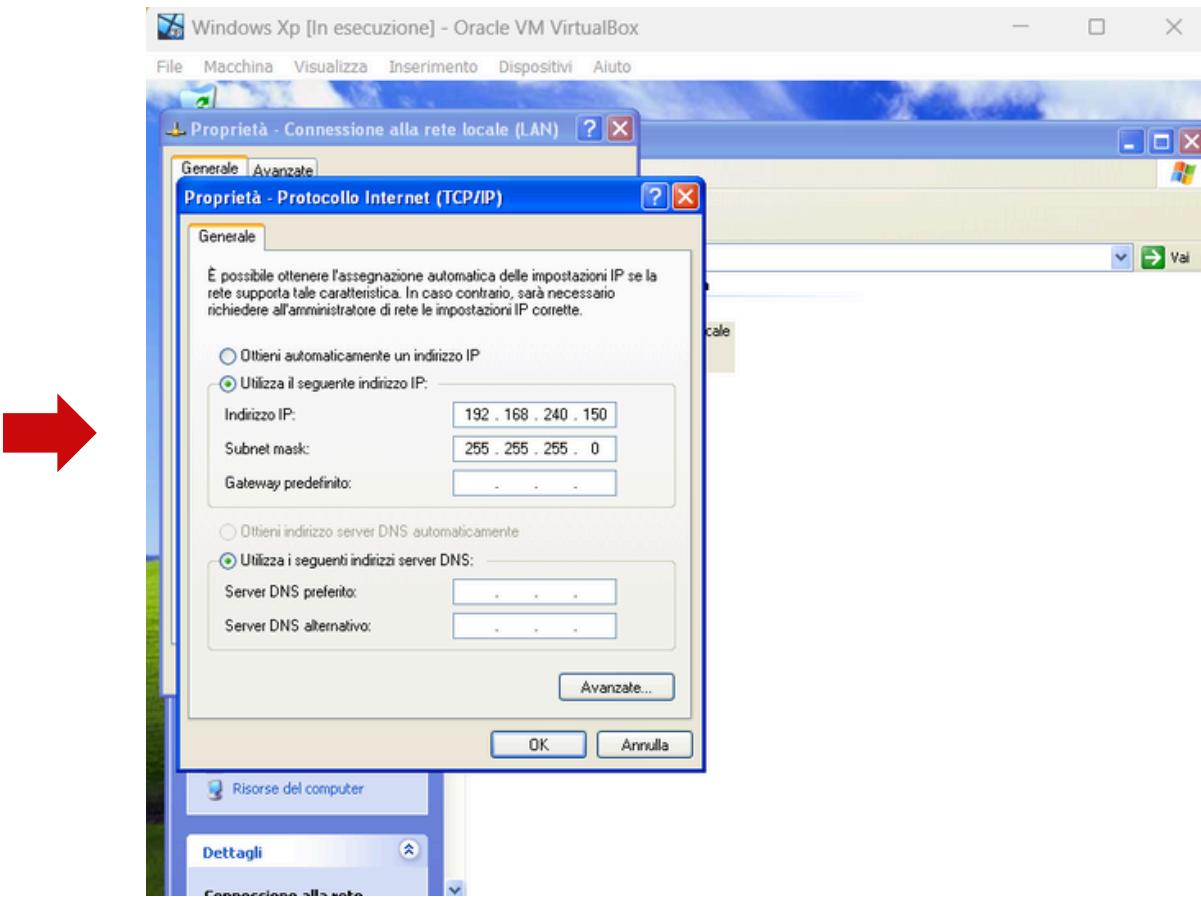 Windows Xp [In esecuzione] - Oracle VM VirtualBox
File Macchina Visualizza Inserimento Dispositivi Aiuto
Proprietà - Connessione alla rete locale (LAN)
Generale Avanzate
Proprietà - Protocollo Internet (TCP/IP)
Generale
Vai
È possibile ottenere l'assegnazione automatica delle impostazioni IP se la
rete supporta tale caratteristica. In caso contrario, sarà necessario
richiedere all'amministratore di rete le impostazioni IP corrette.
cale
Ottieni automaticamente un indirizzo IP
Utilizza il seguente indirizzo IP:
Indirizzo IP: 192 . 168 . 240 . 150
Subnet mask: 255 . 255 . 255 . 0
Gateway predefinito: . . .
Ottieni indirizzo server DNS automaticamente
Utilizza i seguenti indirizzi server DNS:
Server DNS preferito: . . .
Server DNS alternativo: . . .
Avanzate...
OK Annulla
Risorse del computer
Dettagli
Connessione alla rete